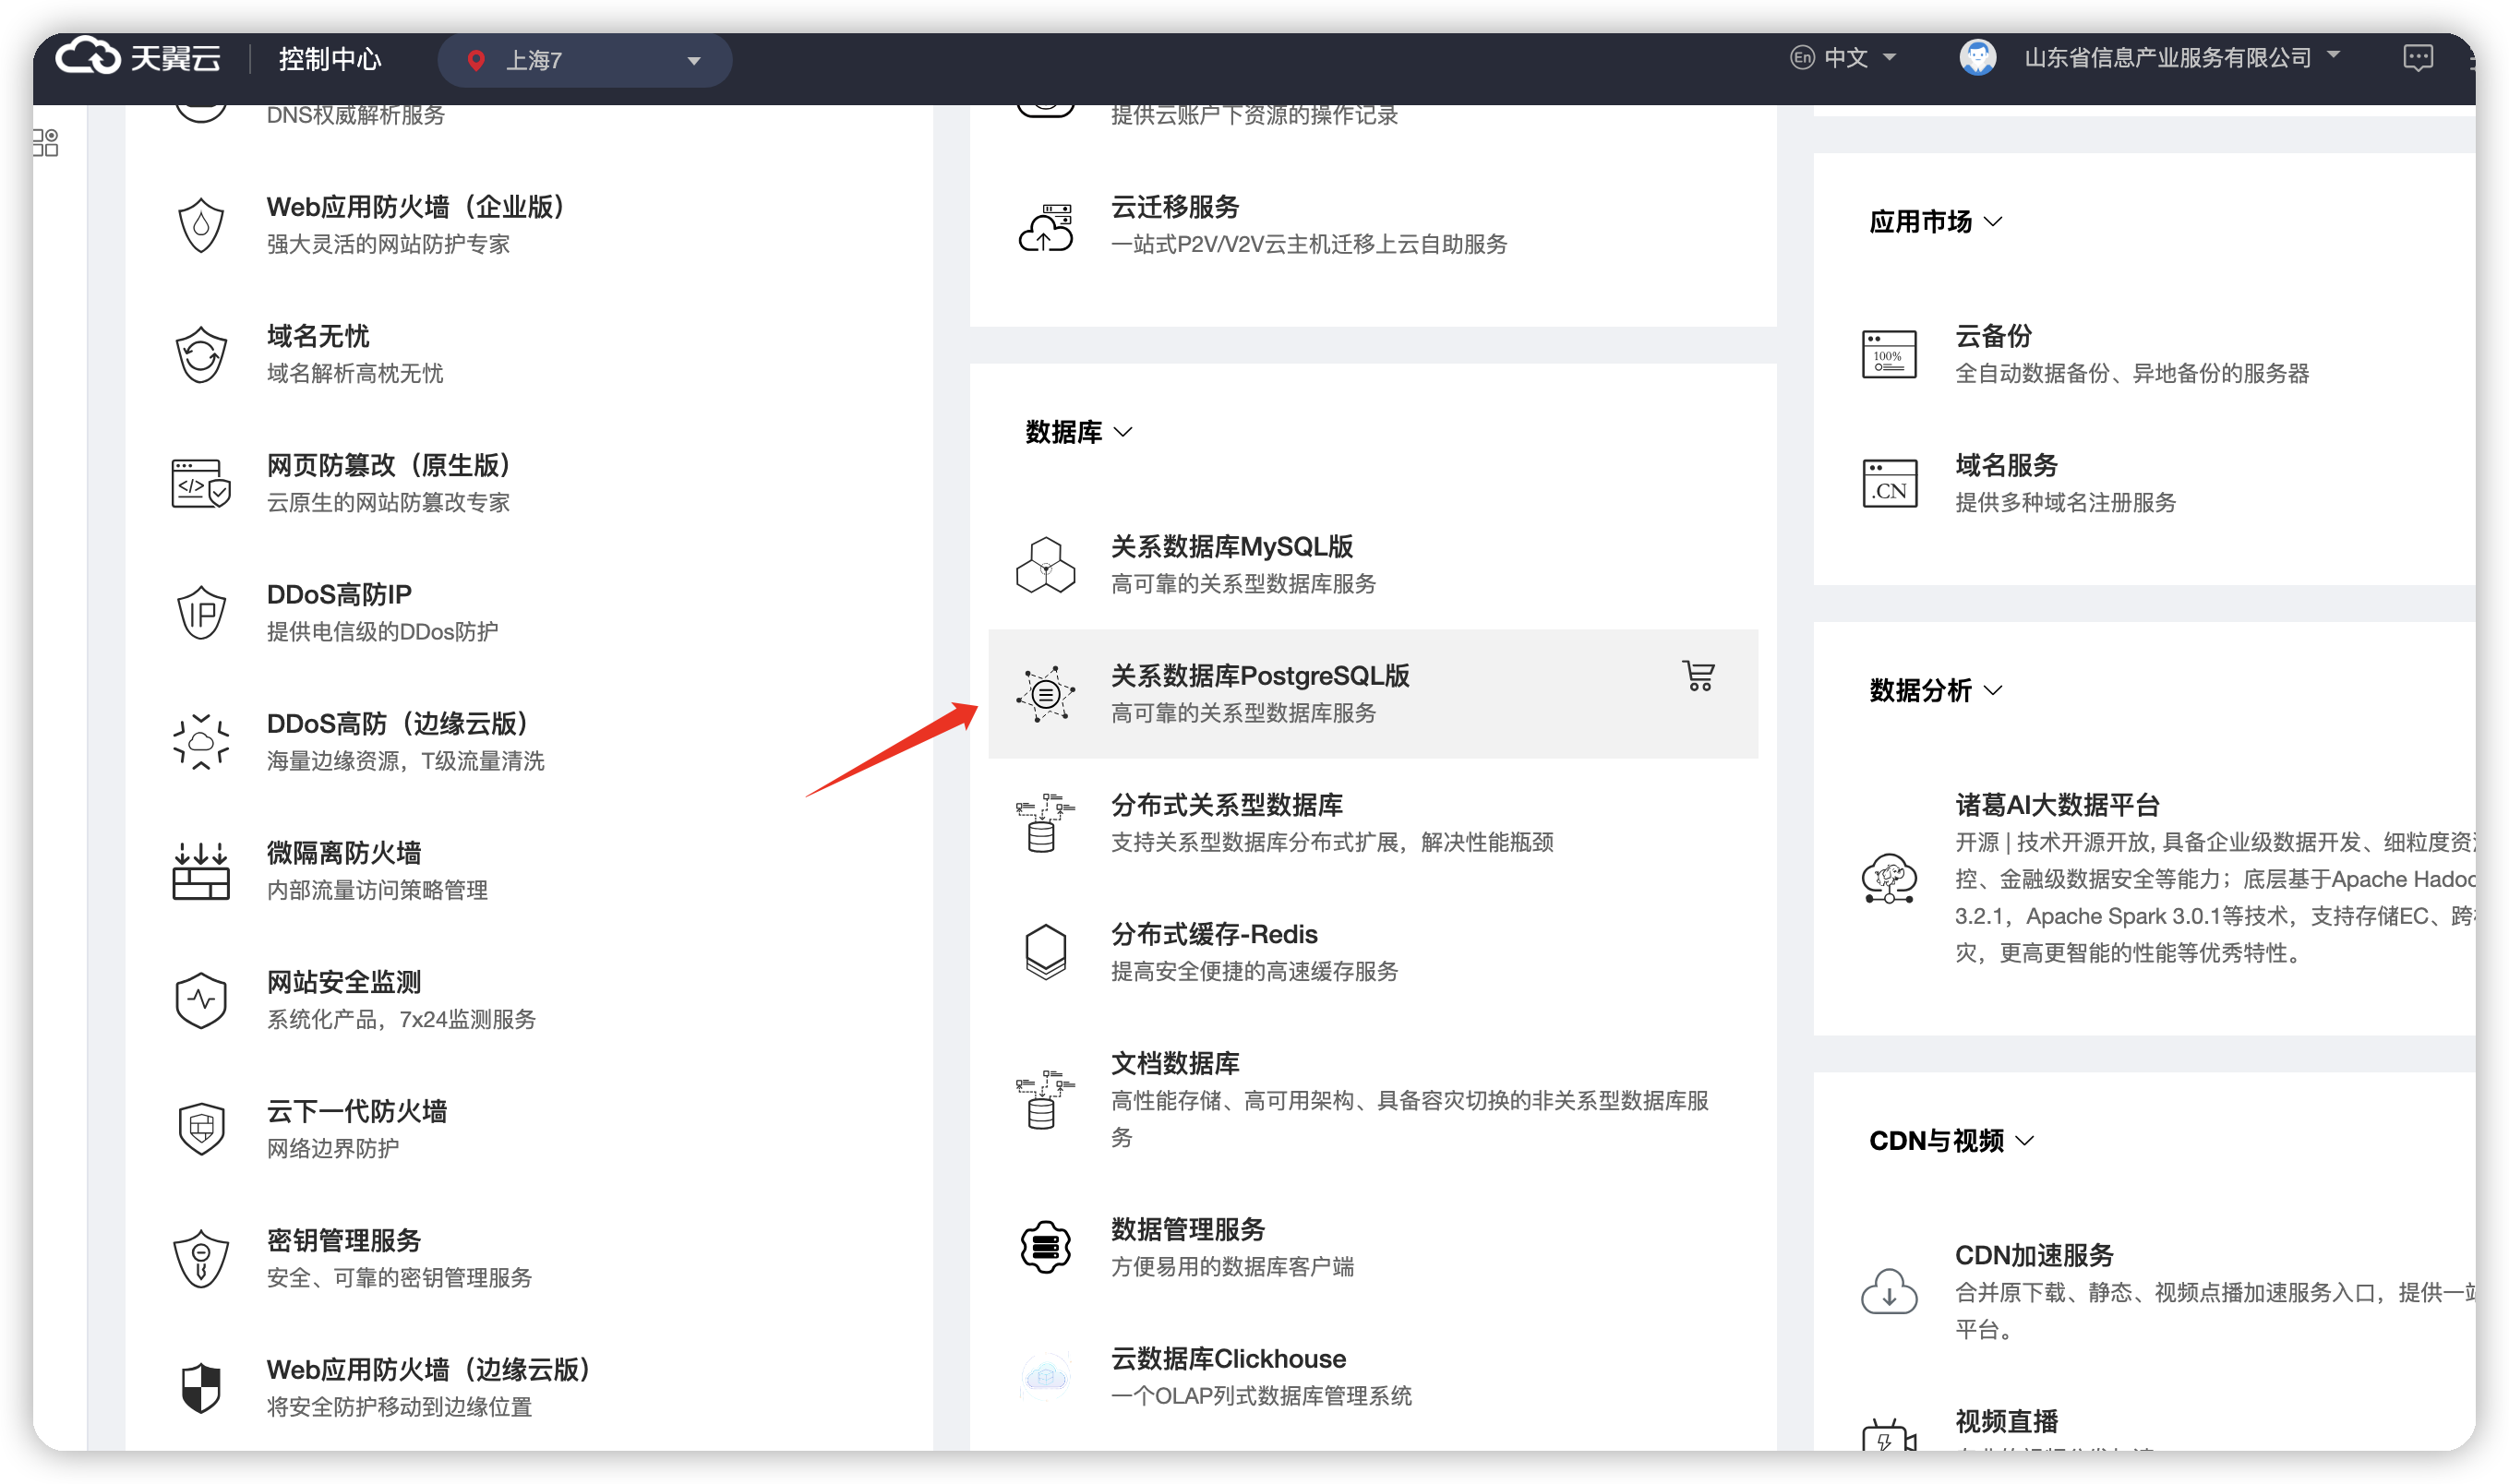 天翼云
控制中心
上海7
En 中文
山东省信息产业服务有限公司
DNS权威解析服务
Web应用防火墙（企业版）
强大灵活的网站防护专家
域名无忧
域名解析高枕无忧
网页防篡改（原生版）
云原生的网站防篡改专家
DDoS高防IP
提供电信级的DDos防护
DDoS高防（边缘云版）
海量边缘资源，T级流量清洗
微隔离防火墙
内部流量访问策略管理
网站安全监测
系统化产品，7x24监测服务
云下一代防火墙
网络边界防护
密钥管理服务
安全、可靠的密钥管理服务
Web应用防火墙（边缘云版）
将安全防护移动到边缘位置
提供云账户下资源的操作记录
云迁移服务
一站式P2V/V2V云主机迁移上云自助服务
数据库
关系数据库MySQL版
高可靠的关系型数据库服务
关系数据库PostgreSQL版
高可靠的关系型数据库服务
分布式关系型数据库
支持关系型数据库分布式扩展，解决性能瓶颈
分布式缓存-Redis
提高安全便捷的高速缓存服务
文档数据库
高性能存储、高可用架构、具备容灾切换的非关系型数据库服
务
数据管理服务
方便易用的数据库客户端
云数据库Clickhouse
一个OLAP列式数据库管理系统
应用市场
100%
云备份
全自动数据备份、异地备份的服务器
.CN
域名服务
提供多种域名注册服务
数据分析
诸葛AI大数据平台
开源 | 技术开源开放, 具备企业级数据开发、细粒度资
控、金融级数据安全等能力；底层基于Apache Hadoo
3.2.1，Apache Spark 3.0.1等技术，支持存储EC、跨
灾，更高更智能的性能等优秀特性。
CDN与视频
CDN加速服务
合并原下载、静态、视频点播加速服务入口，提供一
平台。
视频直播